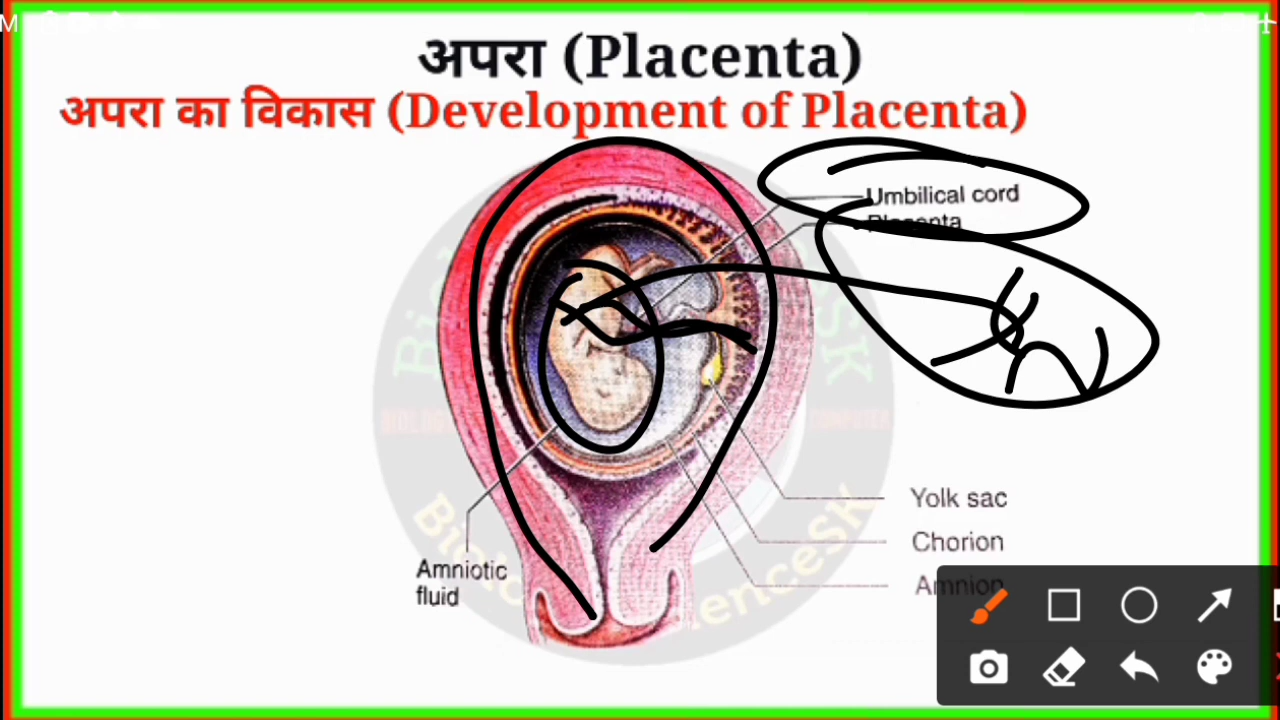 अपरा (Placenta)
अपरा का विकास (Development of Placenta)
Umbilical cord
Placenta
Yolk sac
Chorion
Amnion
Amniotic
fluid